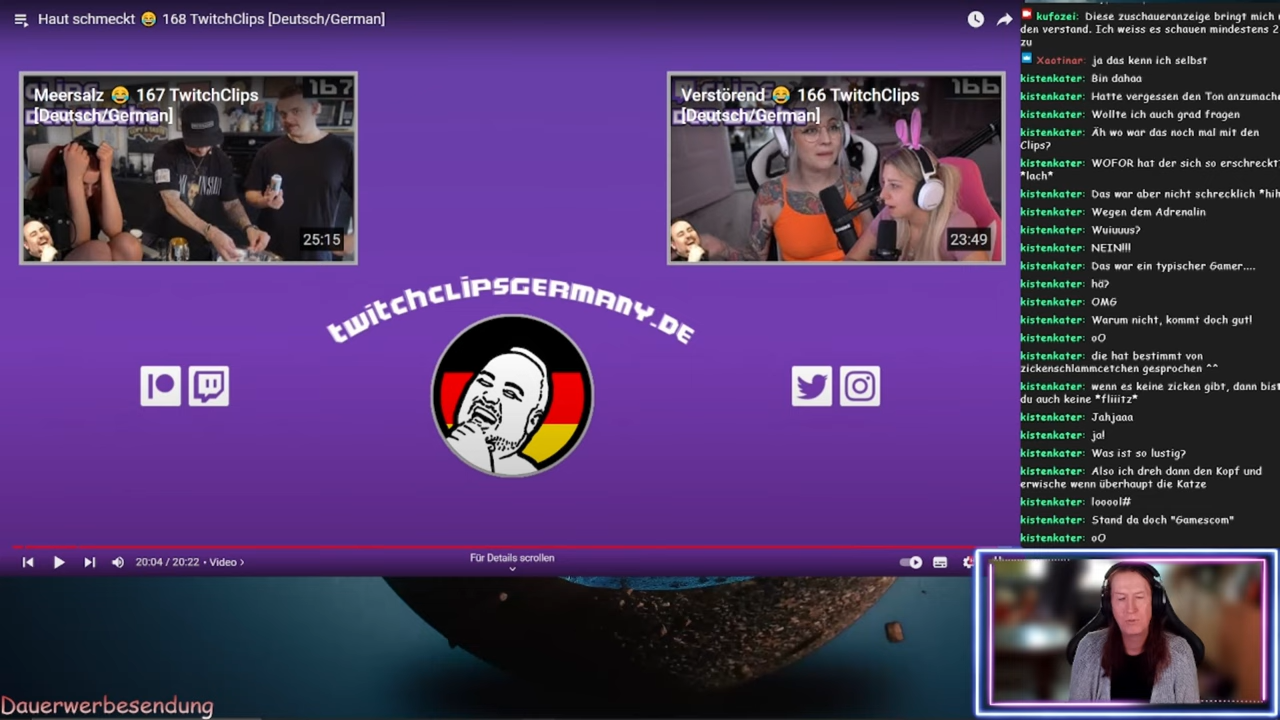 Haut schmeckt 😂 168 TwitchClips [Deutsch/German]
167
Meersalz 😂 167 TwitchClips
[Deutsch/German]
25:15
166
Verstörend 😂 166 TwitchClips
[Deutsch/German]
23:49
twitchclipsGERMANY.DE
20:04 / 20:22 • Video
Für Details scrollen
Dauerwerbesendung
kufozei: Diese zuschaueranzeige bringt mich
den verstand. Ich weiss es schauen mindestens 2
zu
Xaotinar: ja das kenn ich selbst
kistenkater: Bin dahaa
kistenkater: Hatte vergessen den Ton anzumache
kistenkater: Wollte ich auch grad fragen
kistenkater: Äh wo war das noch mal mit den
Clips?
kistenkater: WOFOR hat der sich so erschreckt
*lach*
kistenkater: Das war aber nicht schrecklich *hih
kistenkater: Wegen dem Adrenalin
kistenkater: Wuiuuus?
kistenkater: NEIN!!!
kistenkater: Das war ein typischer Gamer....
kistenkater: hä?
kistenkater: OMG
kistenkater: Warum nicht, kommt doch gut!
kistenkater: oO
kistenkater: die hat bestimmt von
zickenschlammcetchen gesprochen ^^
kistenkater: wenn es keine zicken gibt, dann bist
du auch keine *fliiitz*
kistenkater: Jahjaaa
kistenkater: ja!
kistenkater: Was ist so lustig?
kistenkater: Also ich dreh dann den Kopf und
erwische wenn überhaupt die Katze
kistenkater: looool#
kistenkater: Stand da doch "Gamescom"
kistenkater: oO